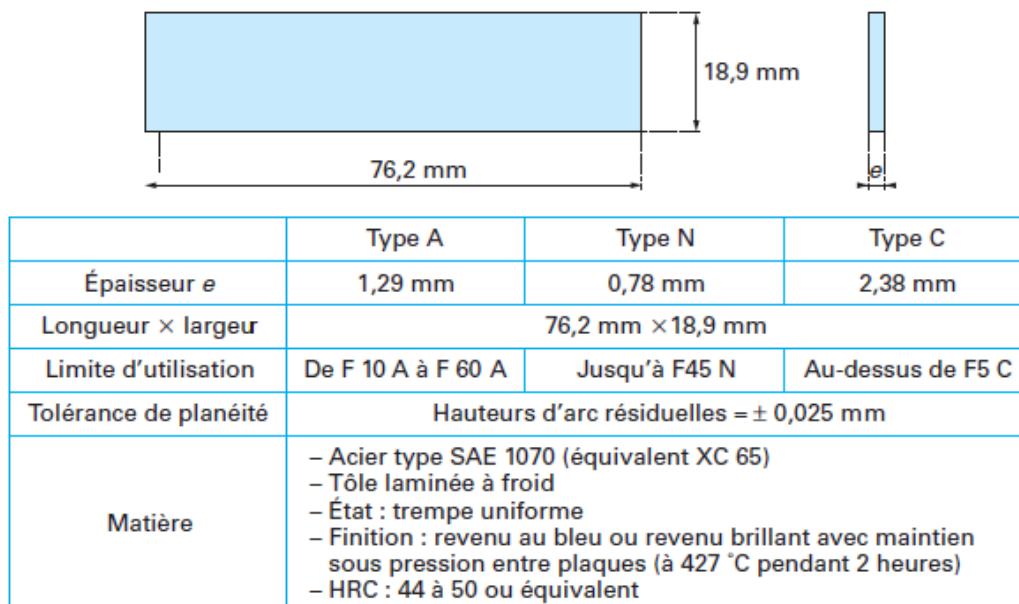 18,9 mm
76,2 mm
e
Type A Type N Type C
Épaisseur e 1,29 mm 0,78 mm 2,38 mm
Longueur × largeur 76,2 mm ×18,9 mm
Limite d’utilisation De F 10 A à F 60 A Jusqu’à F45 N Au-dessus de F5 C
Tolérance de planéité Hauteurs d’arc résiduelles = ± 0,025 mm
Matière
– Acier type SAE 1070 (équivalent XC 65)
– Tôle laminée à froid
– État : trempe uniforme
– Finition : revenu au bleu ou revenu brillant avec maintien
sous pression entre plaques (à 427 ˚C pendant 2 heures)
– HRC : 44 à 50 ou équivalent